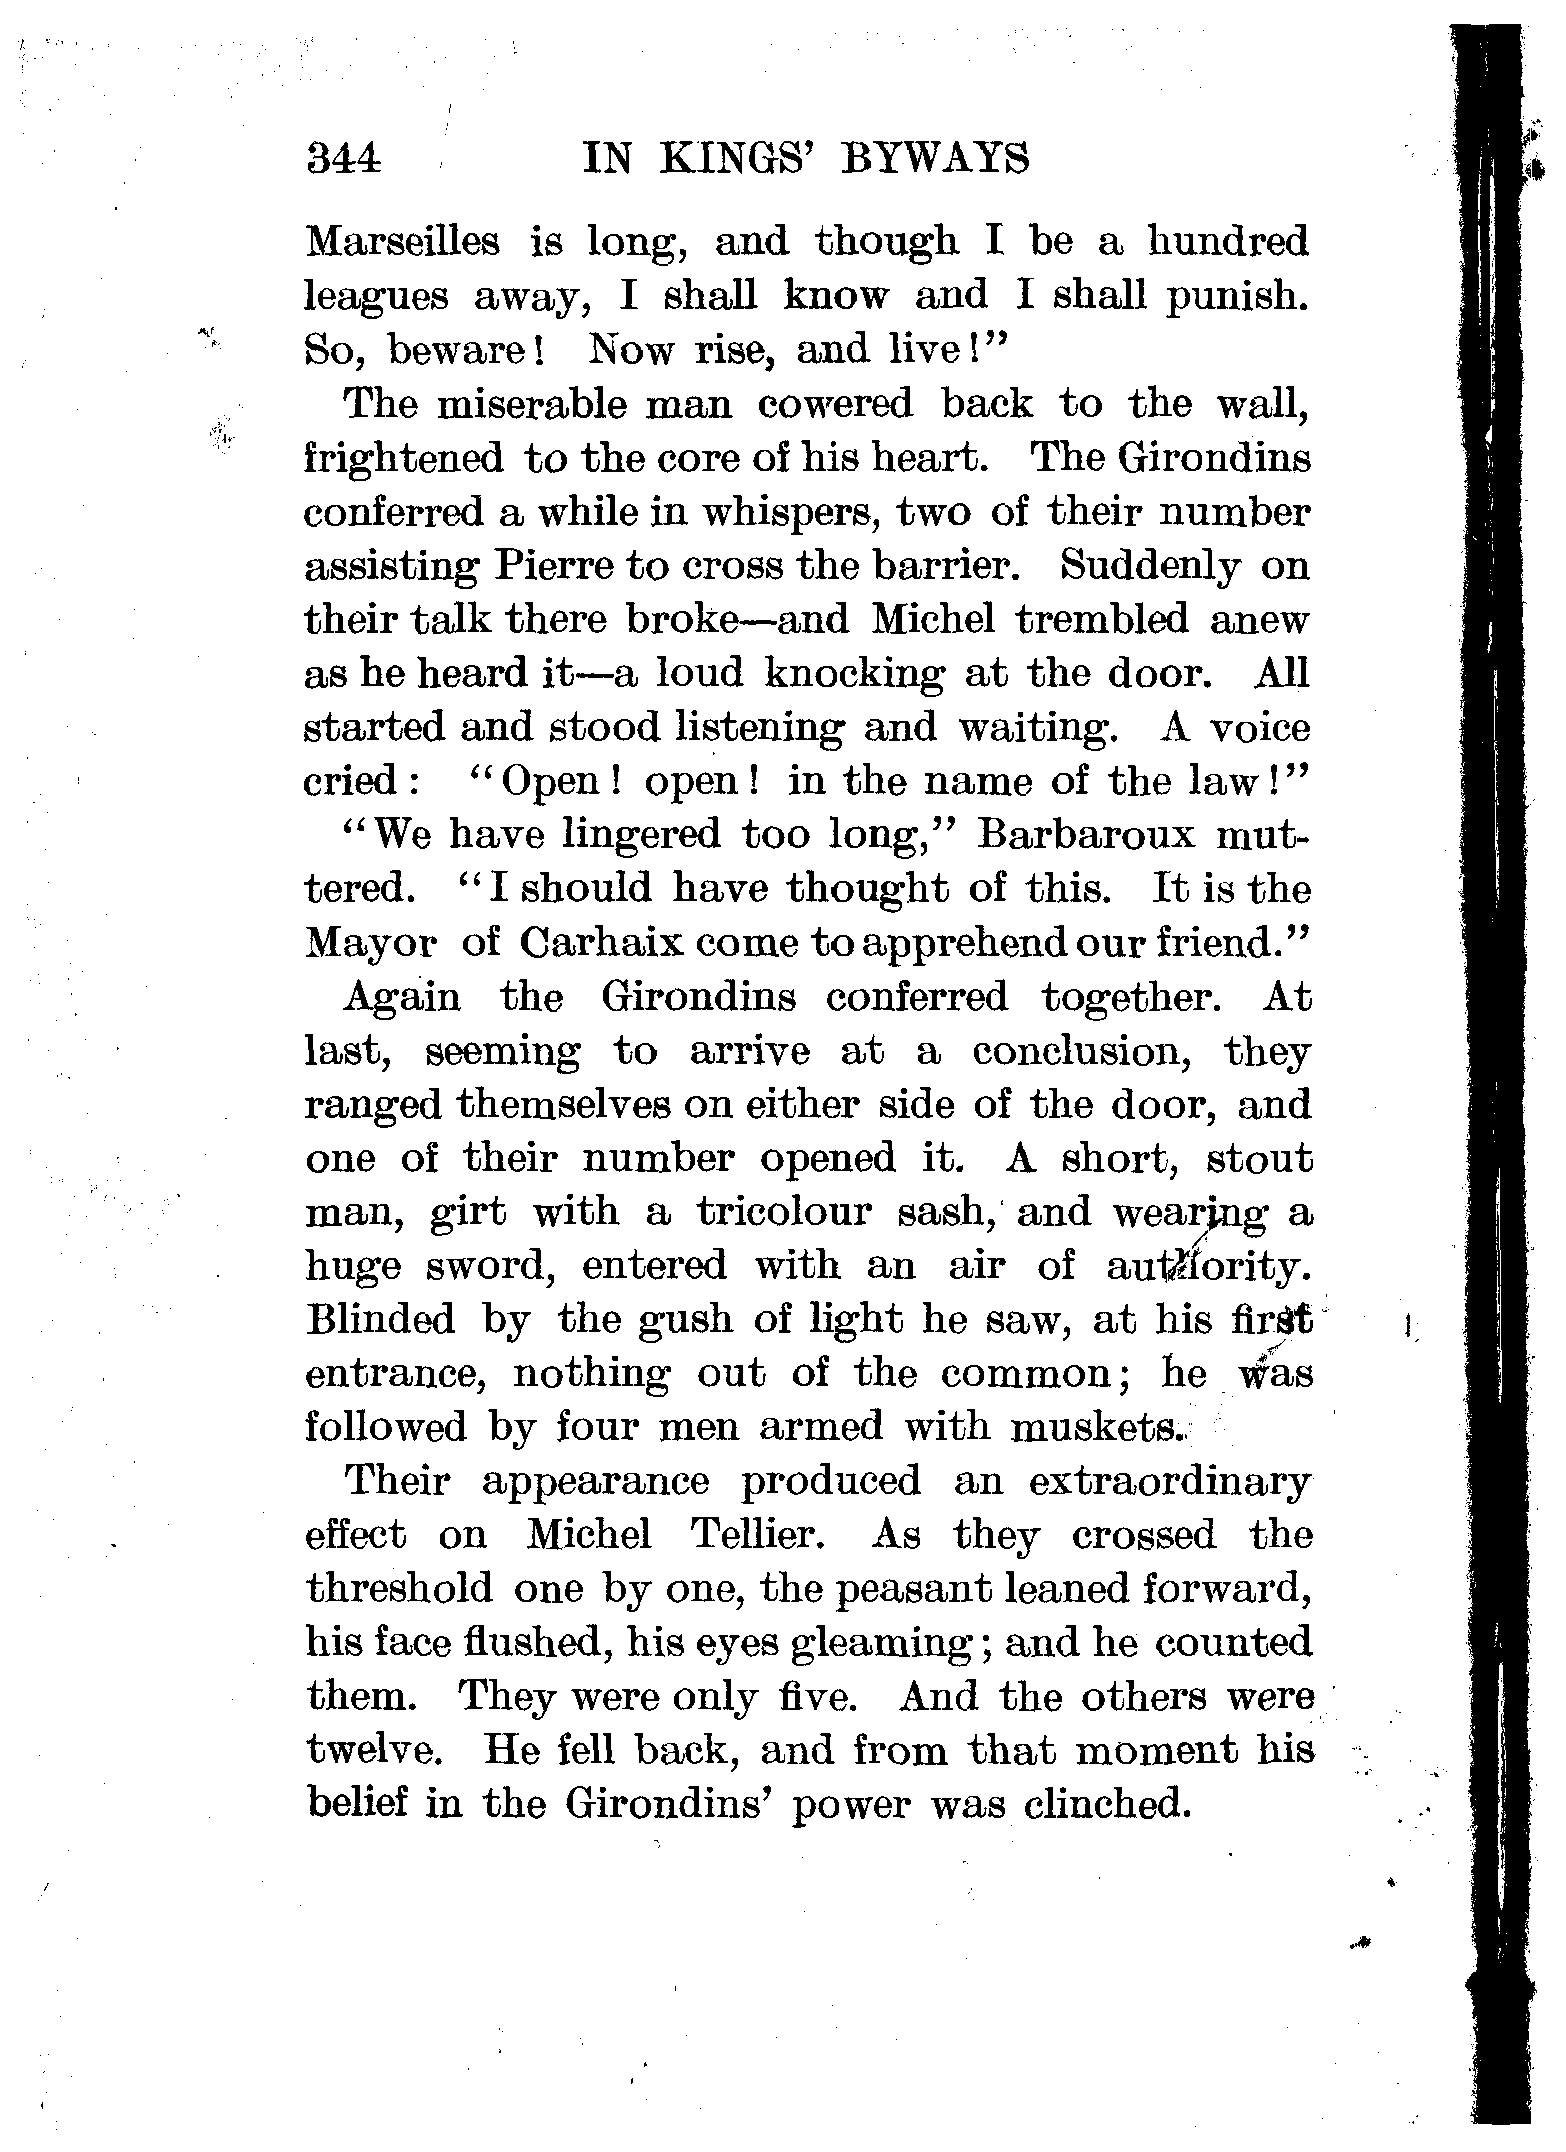 344 IN KINGS' BYWAYS
Marseilles is long, and though I be a hundred
leagues away, I shall know and I shall punish.
So, beware! Now rise, and live!"
The miserable man cowered back to the wall,
frightened to the core of his heart. The Girondins
conferred a while in whispers, two of their number
assisting Pierre to cross the barrier. Suddenly on
their talk there broke—and Michel trembled anew
as he heard it—a loud knocking at the door. All
started and stood listening and waiting. A voice
cried: "Open! open! in the name of the law!"
"We have lingered too long," Barbaroux mut-
tered. "I should have thought of this. It is the
Mayor of Carhaix come to apprehend our friend."
Again the Girondins conferred together. At
last, seeming to arrive at a conclusion, they
ranged themselves on either side of the door, and
one of their number opened it. A short, stout
man, girt with a tricolour sash, and wearing a
huge sword, entered with an air of authority.
Blinded by the gush of light he saw, at his first
entrance, nothing out of the common; he was
followed by four men armed with muskets.
Their appearance produced an extraordinary
effect on Michel Tellier. As they crossed the
threshold one by one, the peasant leaned forward,
his face flushed, his eyes gleaming; and he counted
them. They were only five. And the others were
twelve. He fell back, and from that moment his
belief in the Girondins' power was clinched.